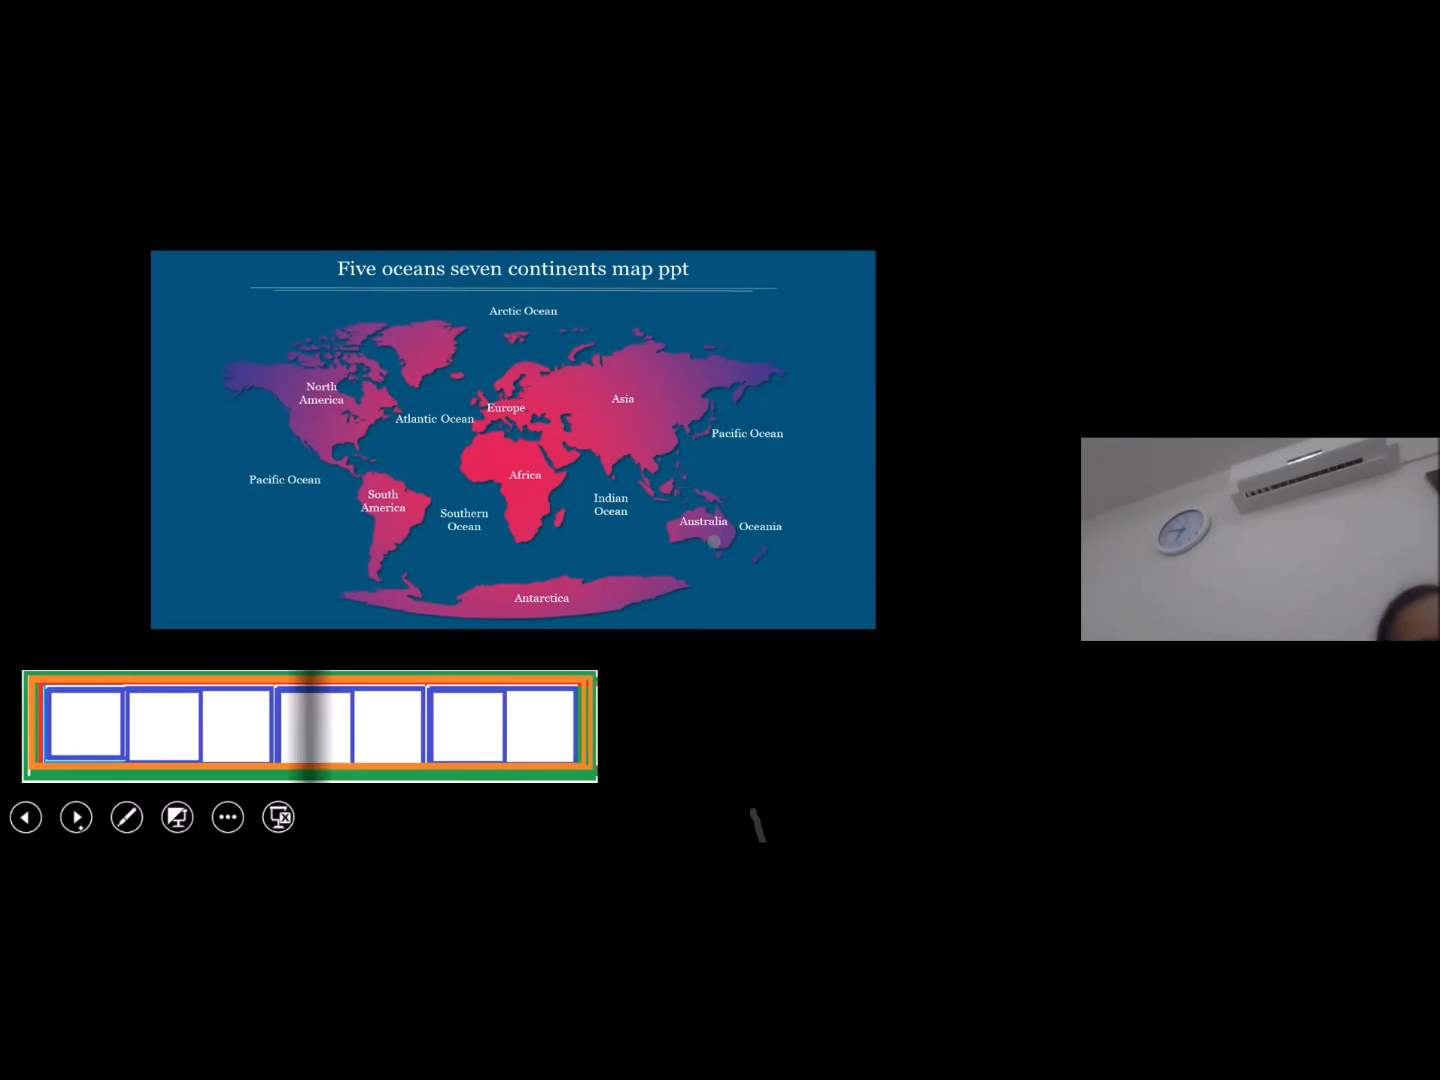 Five oceans seven continents map ppt
Arctic Ocean
North
America
Atlantic Ocean
Europe
Asia
Pacific Ocean
Pacific Ocean
Africa
South
America
Southern
Ocean
Indian
Ocean
Australia
Oceania
Antarctica